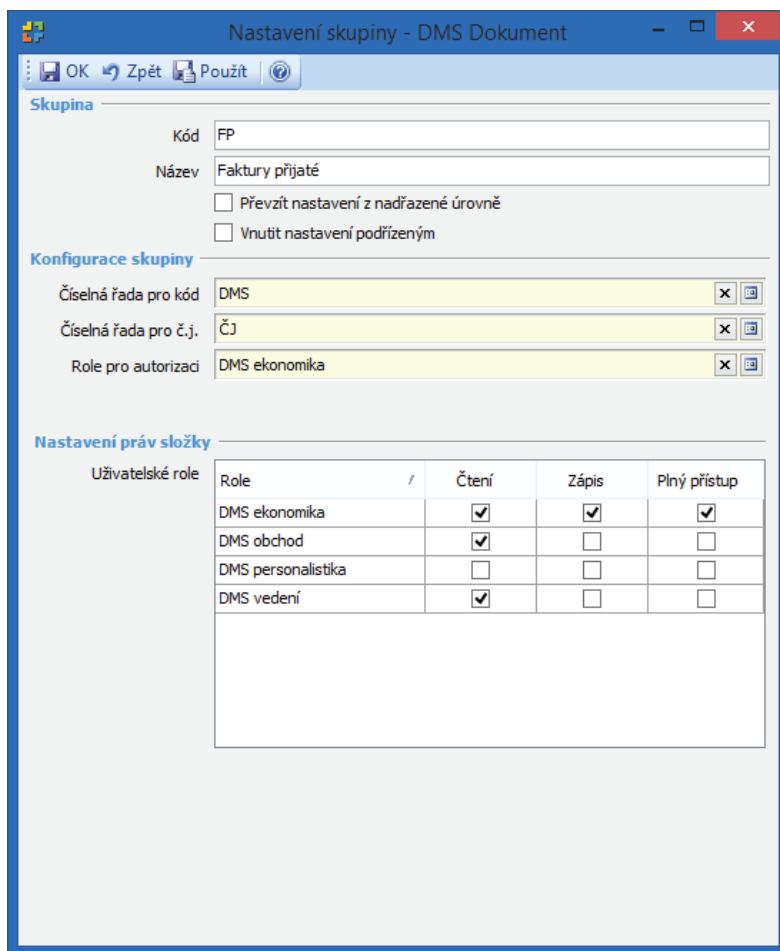 Nastavení skupiny - DMS Dokument
OK Zpět Použít
Skupina
Kód FP
Název Faktury přijaté
Převzít nastavení z nadřazené úrovně
Vnutit nastavení podřízeným
Konfigurace skupiny
Číselná řada pro kód DMS
Číselná řada pro č.j. ČJ
Role pro autorizaci DMS ekonomika
Nastavení práv složky
Uživatelské role
Role Čtení Zápis Plný přístup
DMS ekonomika
DMS obchod
DMS personalistika
DMS vedení